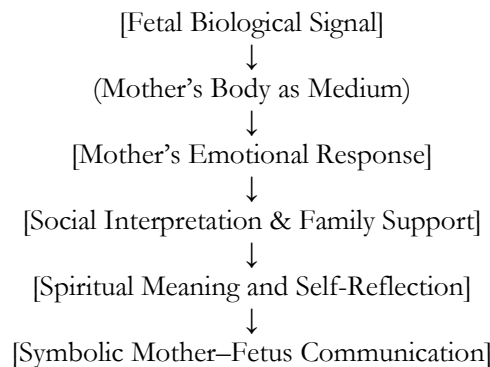 [Fetal Biological Signal]
↓
(Mother’s Body as Medium)
↓
[Mother’s Emotional Response]
↓
[Social Interpretation & Family Support]
↓
[Spiritual Meaning and Self-Reflection]
↓
[Symbolic Mother–Fetus Communication]